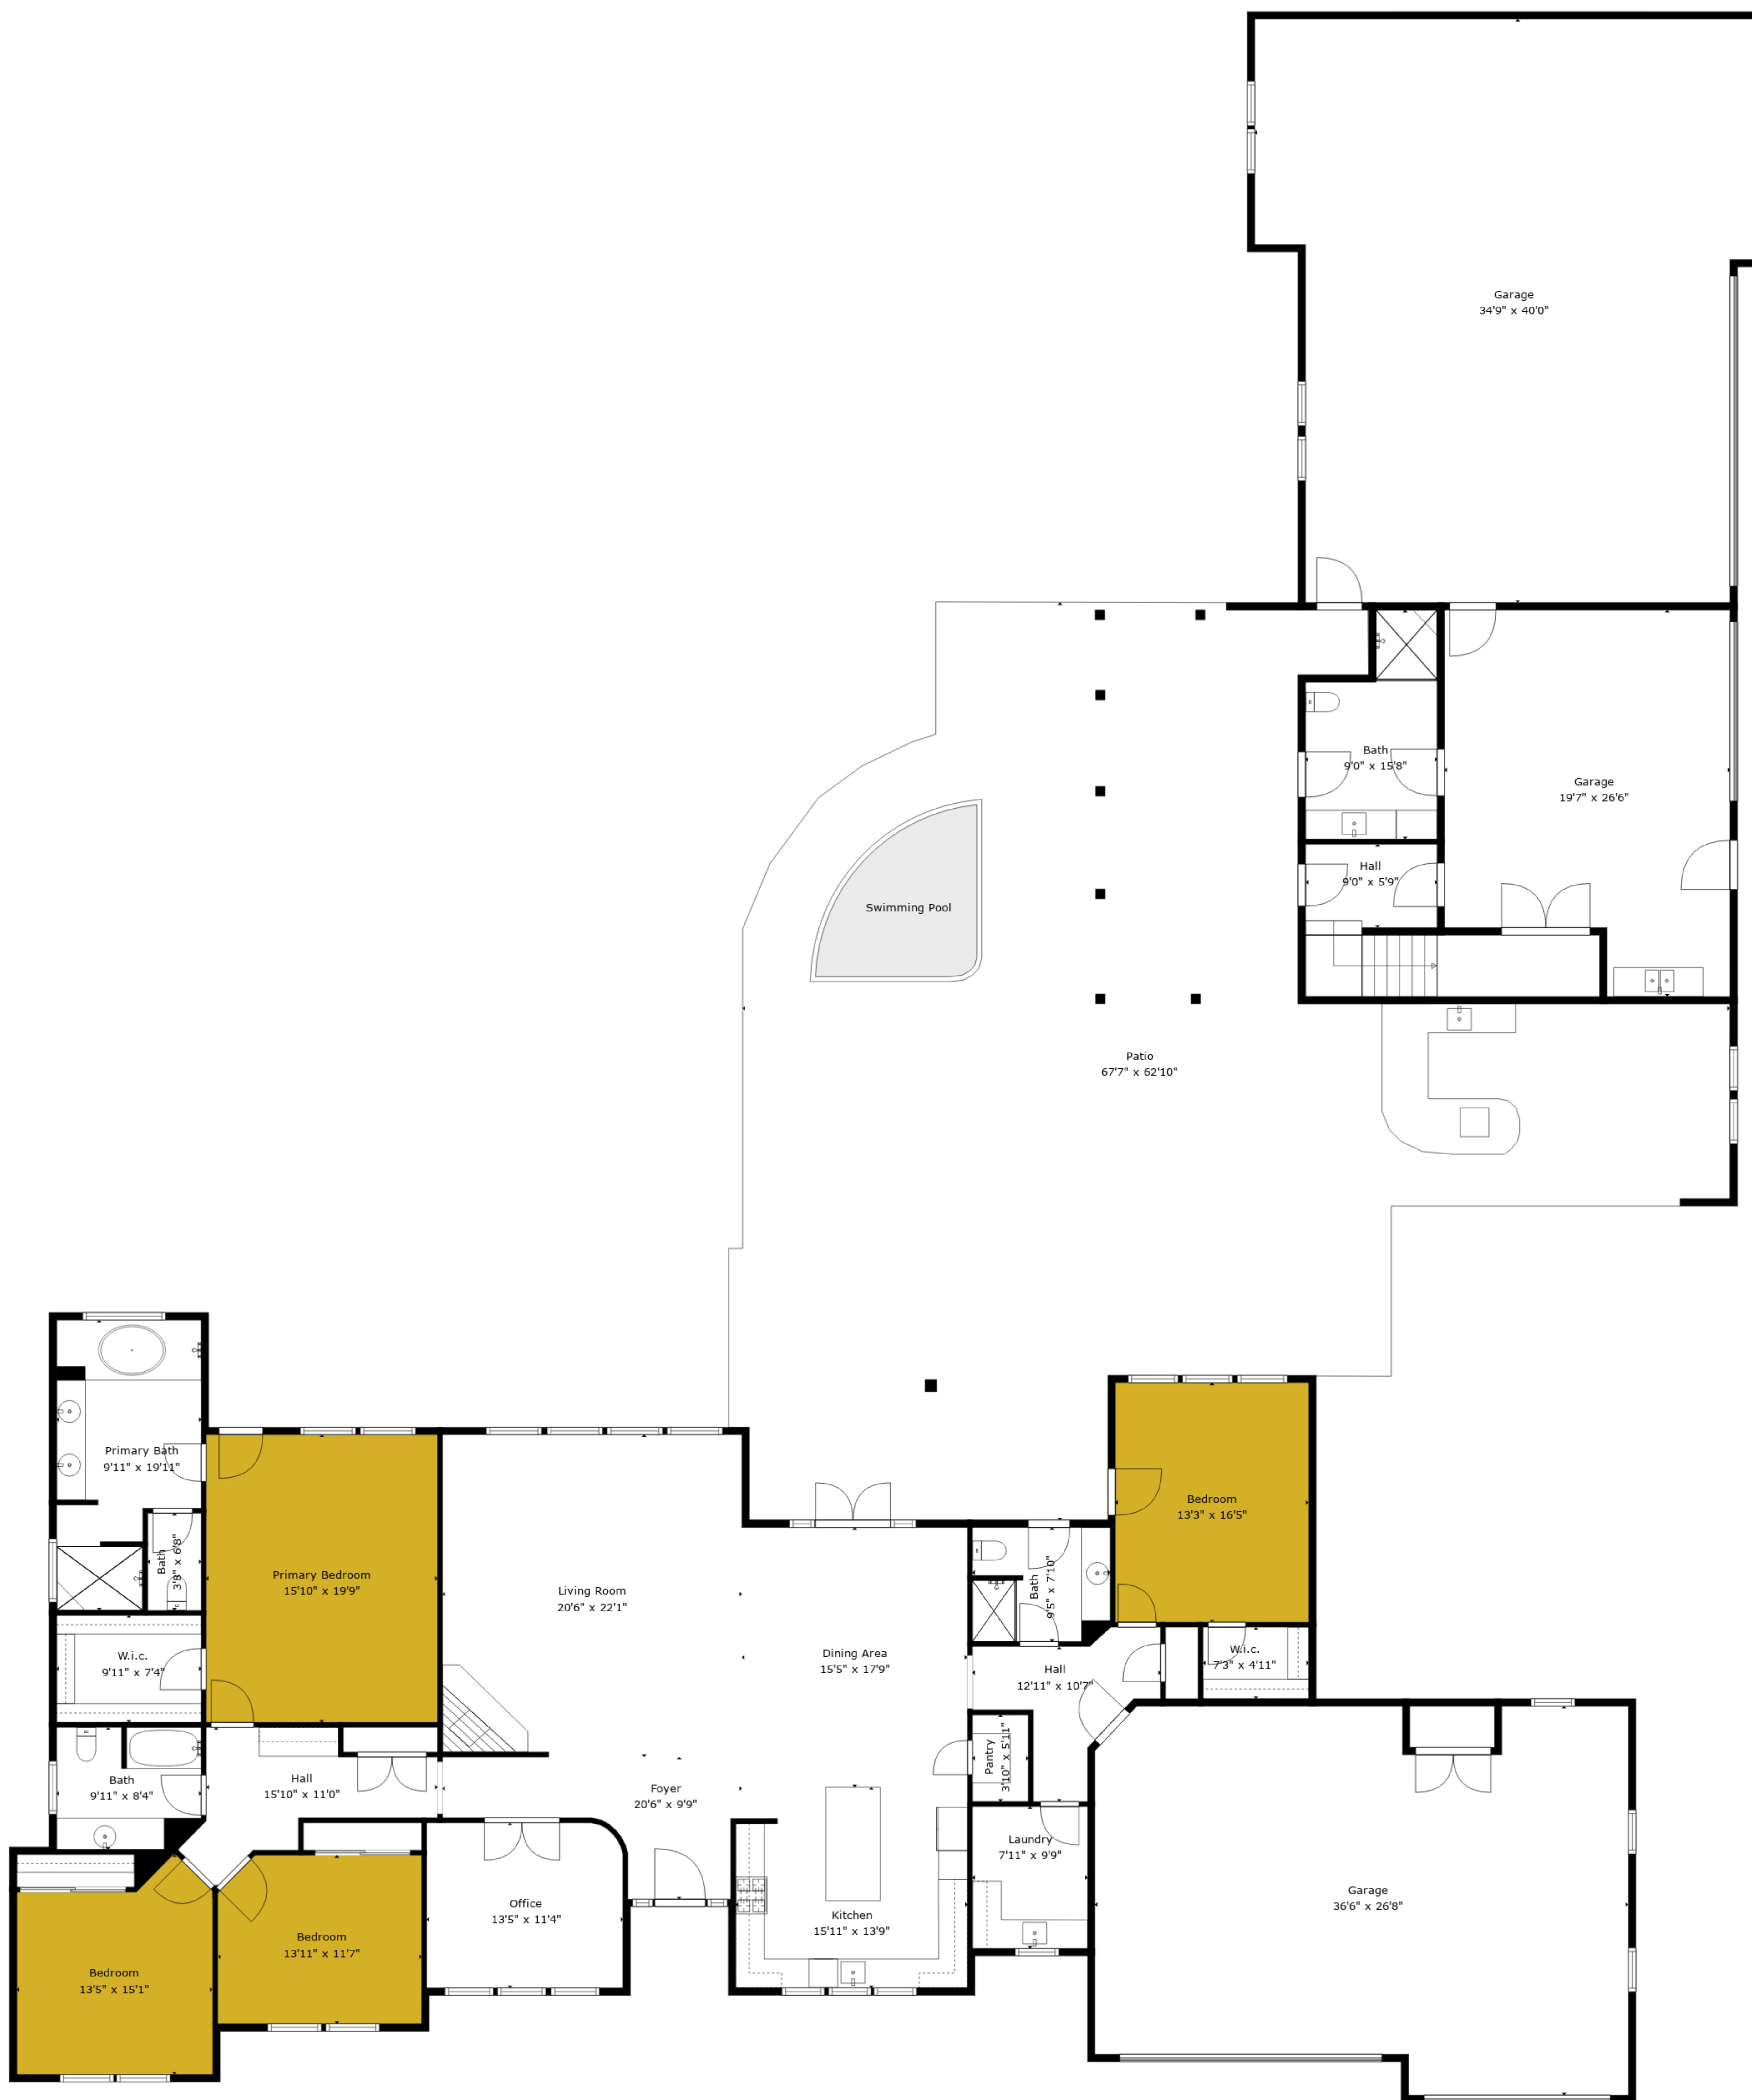 Garage
34'9" x 40'0"
Bath
9'0" x 15'8"
Garage
19'7" x 26'6"
Hall
9'0" x 5'9"
Swimming Pool
Patio
67'7" x 62'10"
Primary Bath
9'11" x 19'11"
Bedroom
13'3" x 16'5"
Bath
3'8" x 6'8"
Primary Bedroom
15'10" x 19'9"
Living Room
20'6" x 22'1"
Bath
9'5" x 7'10"
W.i.c.
9'11" x 7'4"
Dining Area
15'5" x 17'9"
Hall
12'11" x 10'7"
W.i.c.
7'3" x 4'11"
Pantry
3'10" x 5'11"
Bath
9'11" x 8'4"
Hall
15'10" x 11'0"
Foyer
20'6" x 9'9"
Laundry
7'11" x 9'9"
Garage
36'6" x 26'8"
Office
13'5" x 11'4"
Kitchen
15'11" x 13'9"
Bedroom
13'11" x 11'7"
Bedroom
13'5" x 15'1"